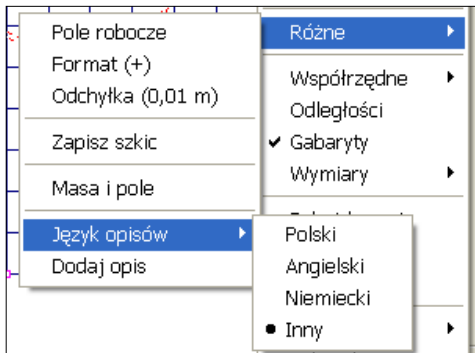 Pole robocze
Format (+)
Odchyłka (0,01 m)
Zapisz szkic
Masa i pole
Język opisów
Dodaj opis
Różne
Współrzędne
Odległości
Gabaryty
Wymiary
Polski
Angielski
Niemiecki
Inny